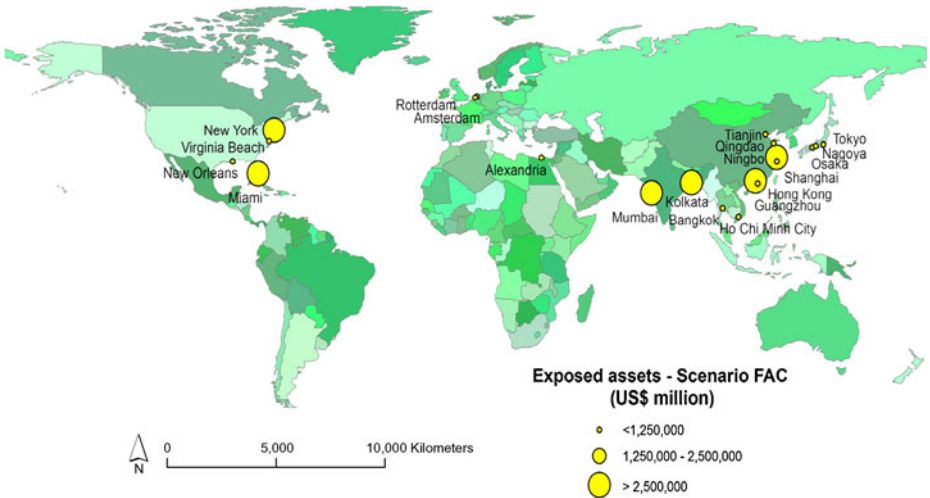 Rotterdam
Amsterdam
New York
Virginia Beach
New Orleans
Miami
Alexandria
Tianjin
Qingdao
Ningbo
Tokyo
Nagoya
Osaka
Shanghai
Hong Kong
Guangzhou
Kolkata
Mumbai
Bangkok
Ho Chi Minh City
Exposed assets - Scenario FAC
(US$ million)
<1,250,000
1,250,000 - 2,500,000
> 2,500,000
N
0 5,000 10,000 Kilometers